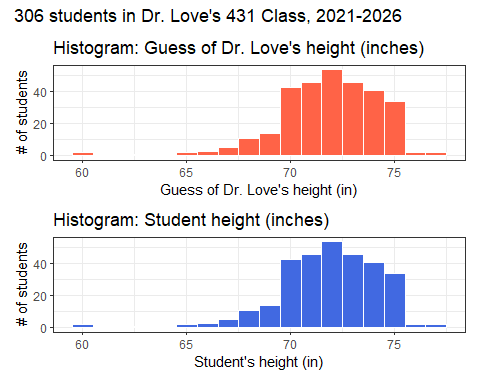 306 students in Dr. Love's 431 Class, 2021-2026
Histogram: Guess of Dr. Love's height (inches)
# of students
40
20
0
60 65 70 75
Guess of Dr. Love's height (in)
Histogram: Student height (inches)
# of students
40
20
0
60 65 70 75
Student's height (in)